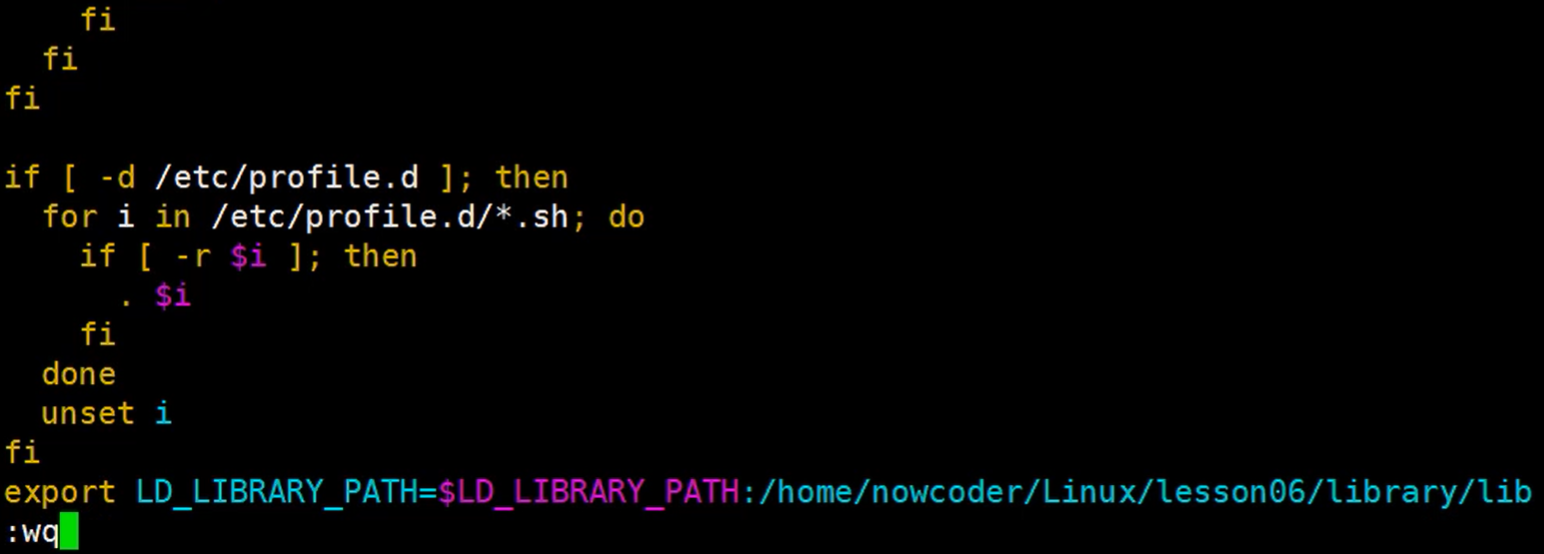 fi
  fi
fi

if [ -d /etc/profile.d ]; then
  for i in /etc/profile.d/*.sh; do
    if [ -r $i ]; then
      . $i
    fi
  done
  unset i
fi
export LD_LIBRARY_PATH=$LD_LIBRARY_PATH:/home/nowcoder/Linux/lesson06/library/lib
:wq